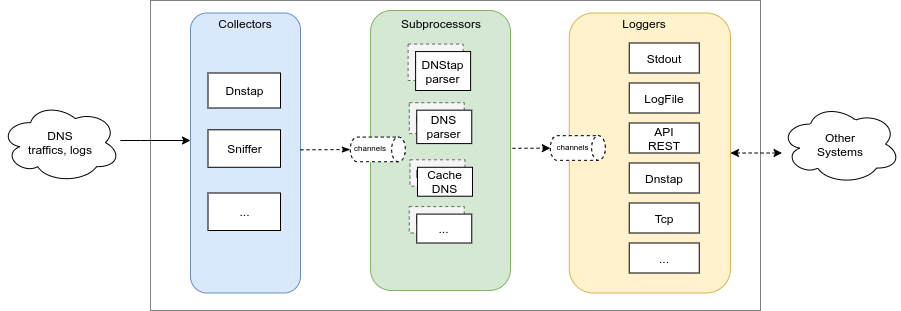 DNS
traffics, logs
Collectors
Dnstap
Sniffer
...
channels
Subprocessors
DNStap
parser
DNS
parser
Cache
DNS
...
channels
Loggers
Stdout
LogFile
API
REST
Dnstap
Tcp
...
Other
Systems